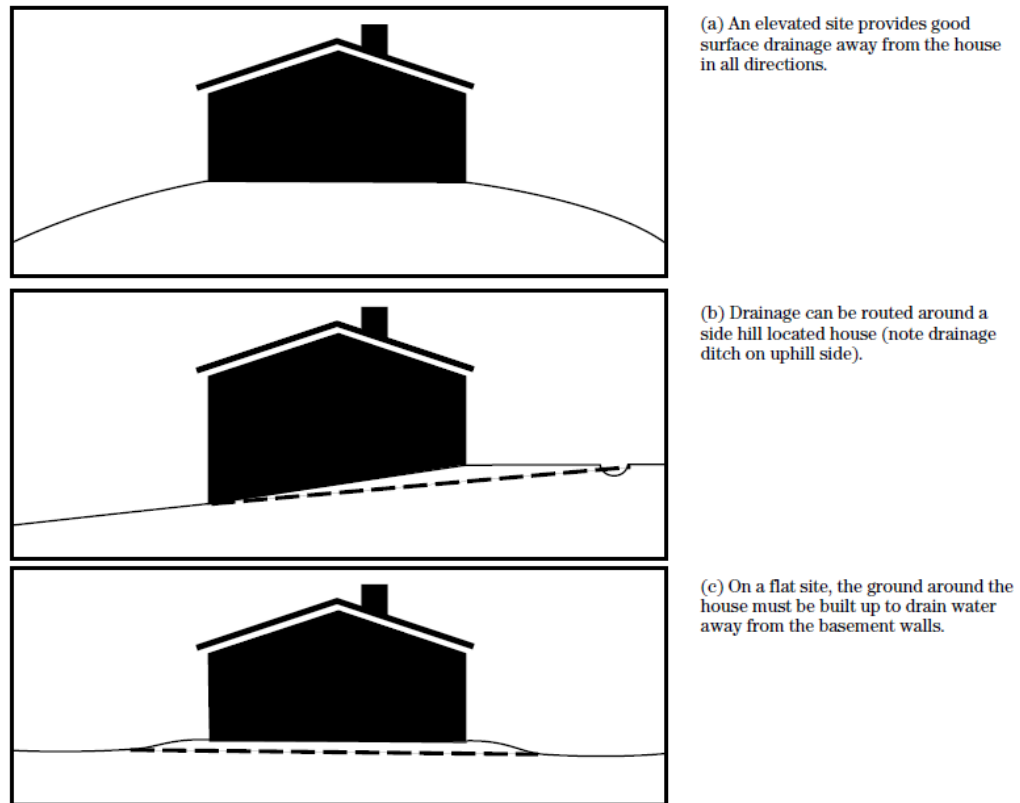 (a) An elevated site provides good
surface drainage away from the house
in all directions.
(b) Drainage can be routed around a
side hill located house (note drainage
ditch on uphill side).
(c) On a flat site, the ground around the
house must be built up to drain water
away from the basement walls.